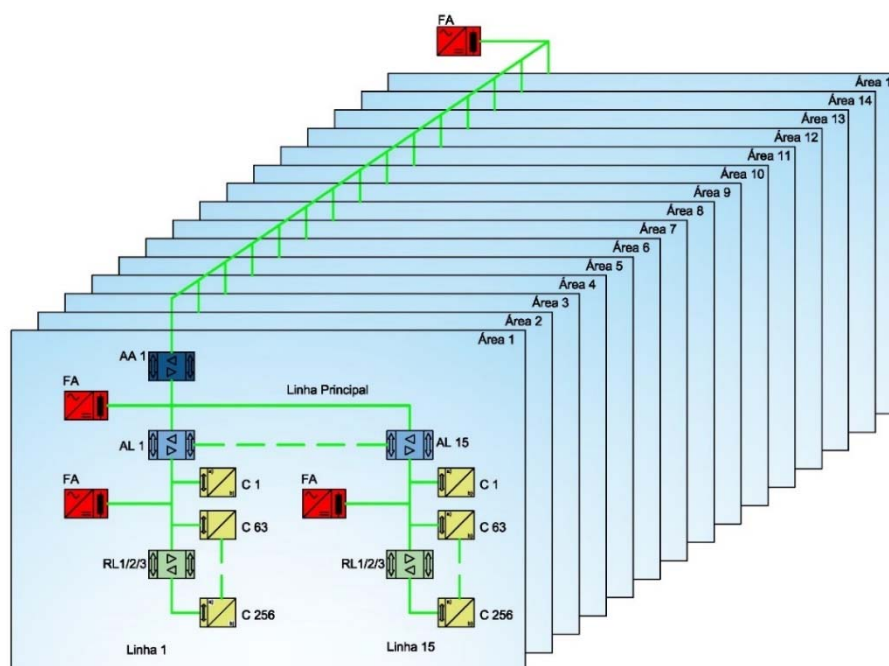 FA
Área 1
Área 14
Área 13
Área 12
Área 11
Área 10
Área 9
Área 8
Área 7
Área 6
Área 5
Área 4
Área 3
Área 2
Área 1
AA 1
FA
Linha Principal
AL 1
AL 15
FA
C 1
FA
C 1
C 63
C 63
RL1/2/3
RL1/2/3
C 256
C 256
Linha 1
Linha 15